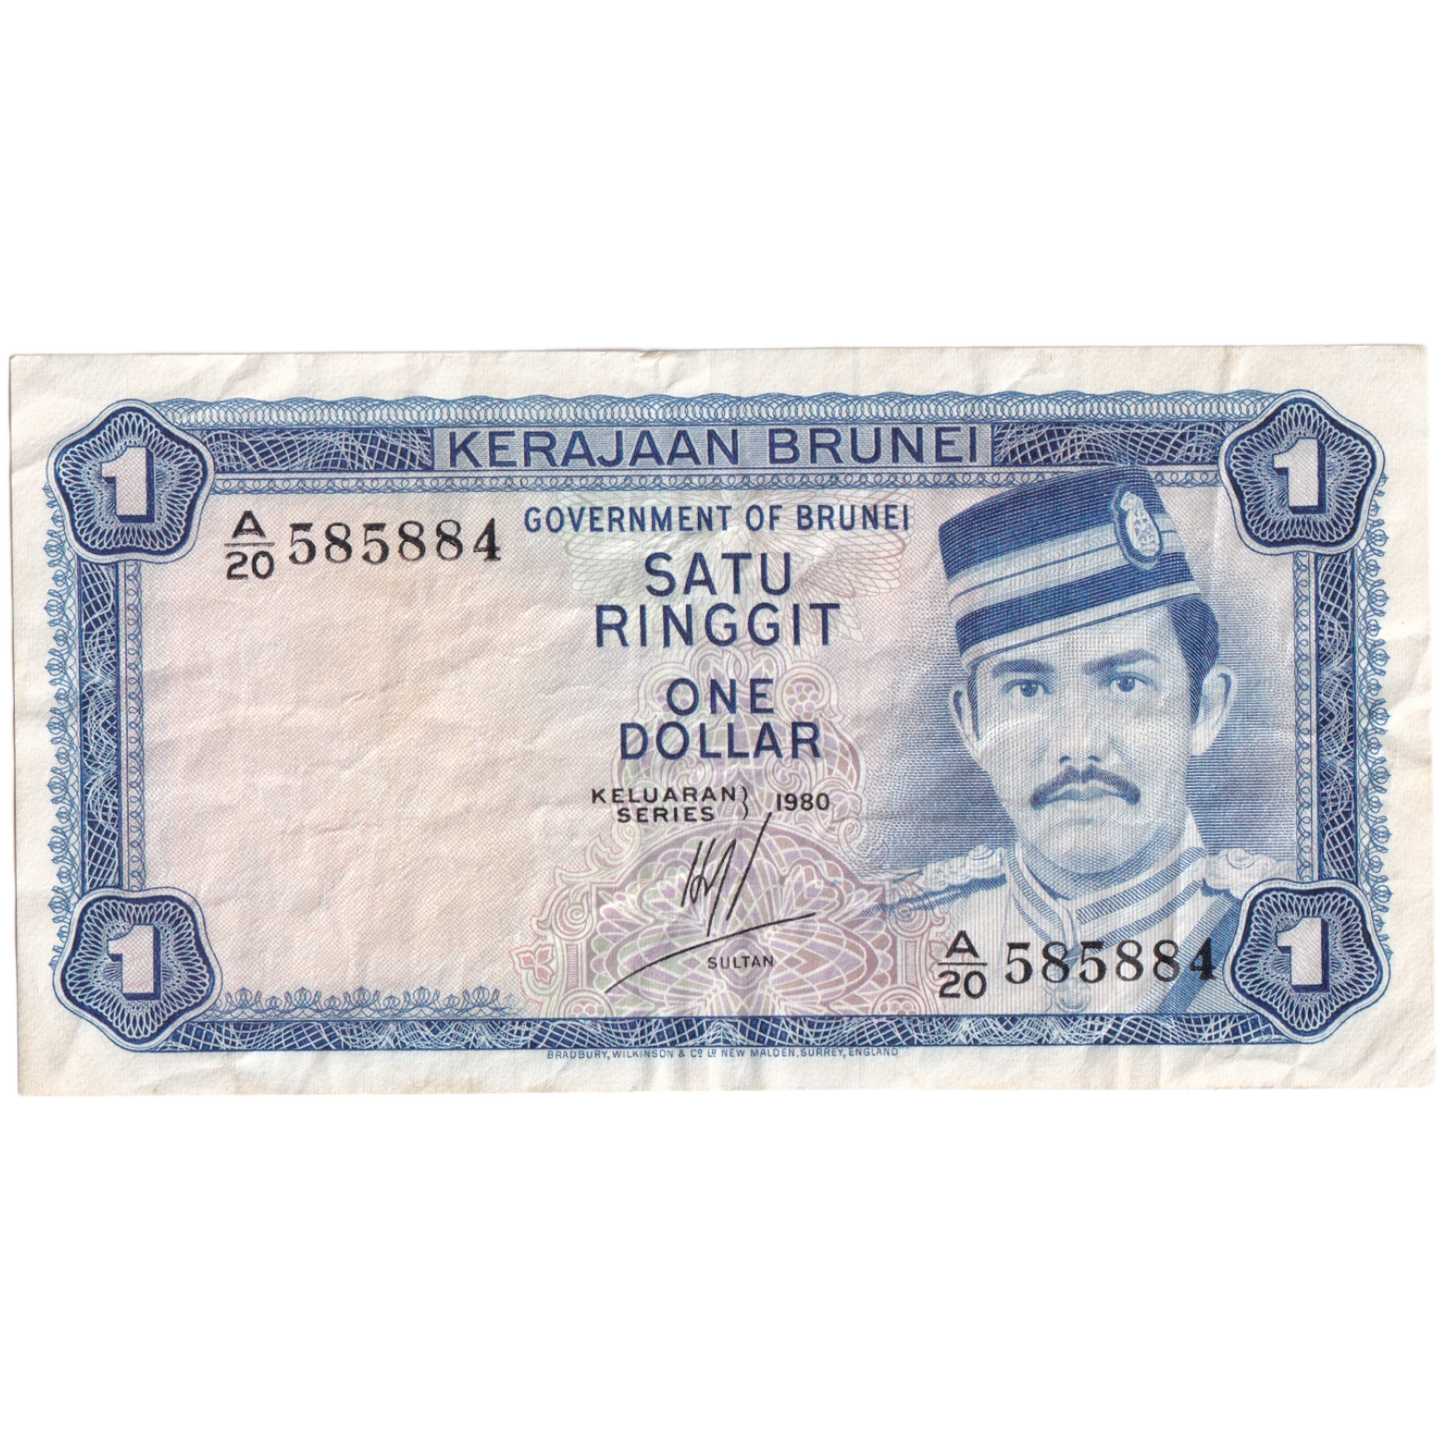 KERAJAAN BRUNEI
1
1
A/20 585884
GOVERNMENT OF BRUNEI
SATU
RINGGIT
ONE
DOLLAR
KELUARAN } 1980
SERIES
SULTAN
A/20 585884
1
1
BRADBURY, WILKINSON & Cº Lᴰ NEW MALDEN, SURREY, ENGLAND